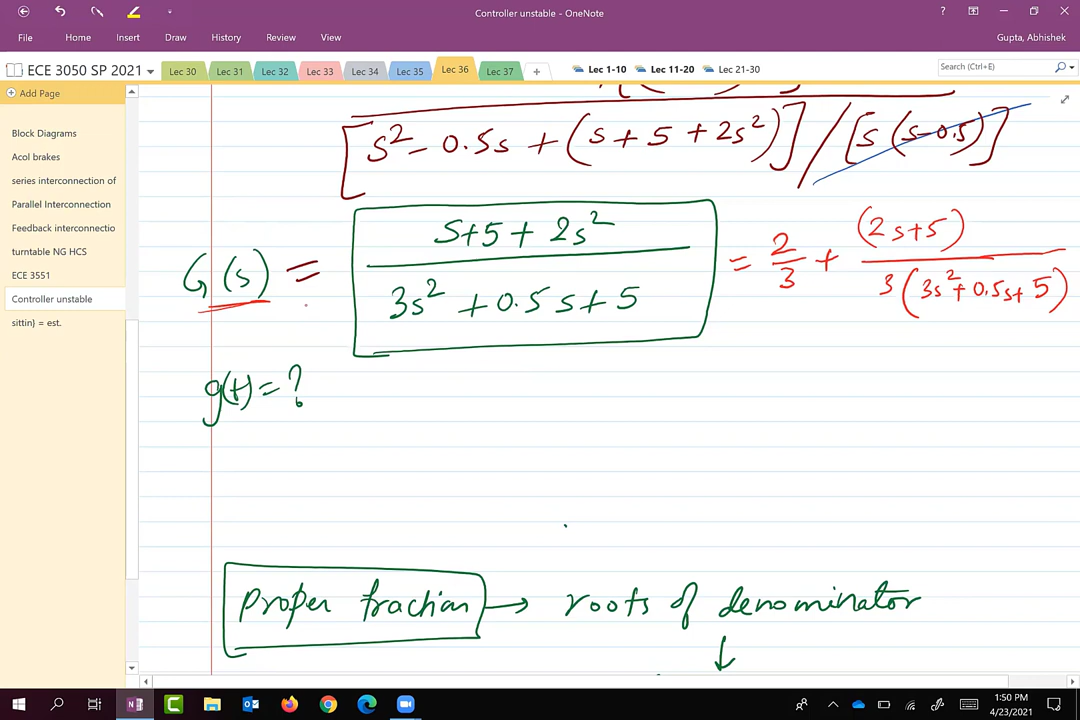 Controller unstable - OneNote
?
Gupta, Abhishek
File Home Insert Draw History Review View
ECE 3050 SP 2021
Lec 30 Lec 31 Lec 32 Lec 33 Lec 34 Lec 35 Lec 36 Lec 37 + Lec 1-10 Lec 11-20 Lec 21-30
Search (Ctrl+E)
Add Page
Block Diagrams
Acol brakes
series interconnection of
Parallel Interconnection
Feedback interconnectio
turntable NG HCS
ECE 3551
Controller unstable
sittin) = est.
[s² - 0.5s + (s + 5 + 2s²)] / [s (s-0.5)]
G(s) = (s+5 + 2s²) / (3s² + 0.5s + 5) = 2/3 + (2s+5) / 3(3s² + 0.5s + 5)
g(t) = ?
Proper fraction → roots of denominator
↓
1:50 PM
4/23/2021